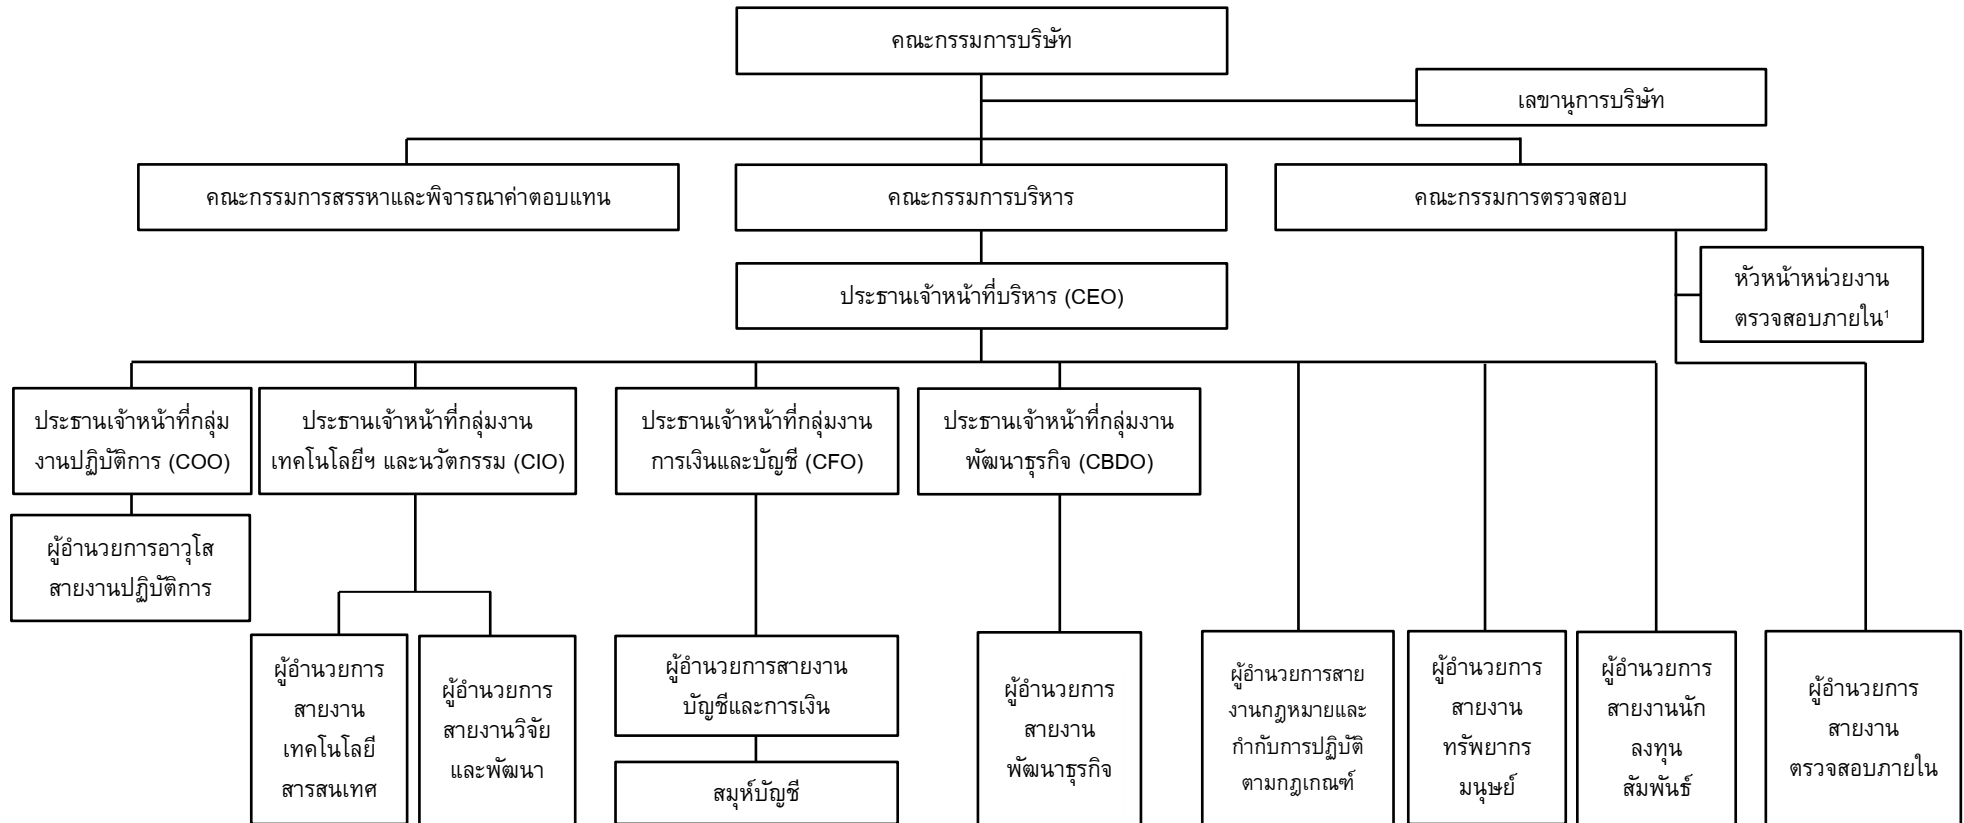 คณะกรรมการบริษัท
เลขานุการบริษัท
คณะกรรมการสรรหาและพิจารณาค่าตอบแทน
คณะกรรมการบริหาร
คณะกรรมการตรวจสอบ
หัวหน้าหน่วยงาน
ตรวจสอบภายใน¹
ประธานเจ้าหน้าที่บริหาร (CEO)
ประธานเจ้าหน้าที่กลุ่ม
งานปฏิบัติการ (COO)
ประธานเจ้าหน้าที่กลุ่มงาน
เทคโนโลยีฯ และนวัตกรรม (CIO)
ประธานเจ้าหน้าที่กลุ่มงาน
การเงินและบัญชี (CFO)
ประธานเจ้าหน้าที่กลุ่มงาน
พัฒนาธุรกิจ (CBDO)
ผู้อำนวยการอาวุโส
สายงานปฏิบัติการ
ผู้อำนวยการ
สายงาน
เทคโนโลยี
สารสนเทศ
ผู้อำนวยการ
สายงานวิจัย
และพัฒนา
ผู้อำนวยการสายงาน
บัญชีและการเงิน
สมุห์บัญชี
ผู้อำนวยการ
สายงาน
พัฒนาธุรกิจ
ผู้อำนวยการสาย
งานกฎหมายและ
กำกับการปฏิบัติ
ตามกฎเกณฑ์
ผู้อำนวยการ
สายงาน
ทรัพยากร
มนุษย์
ผู้อำนวยการ
สายงานนัก
ลงทุน
สัมพันธ์
ผู้อำนวยการ
สายงาน
ตรวจสอบภายใน